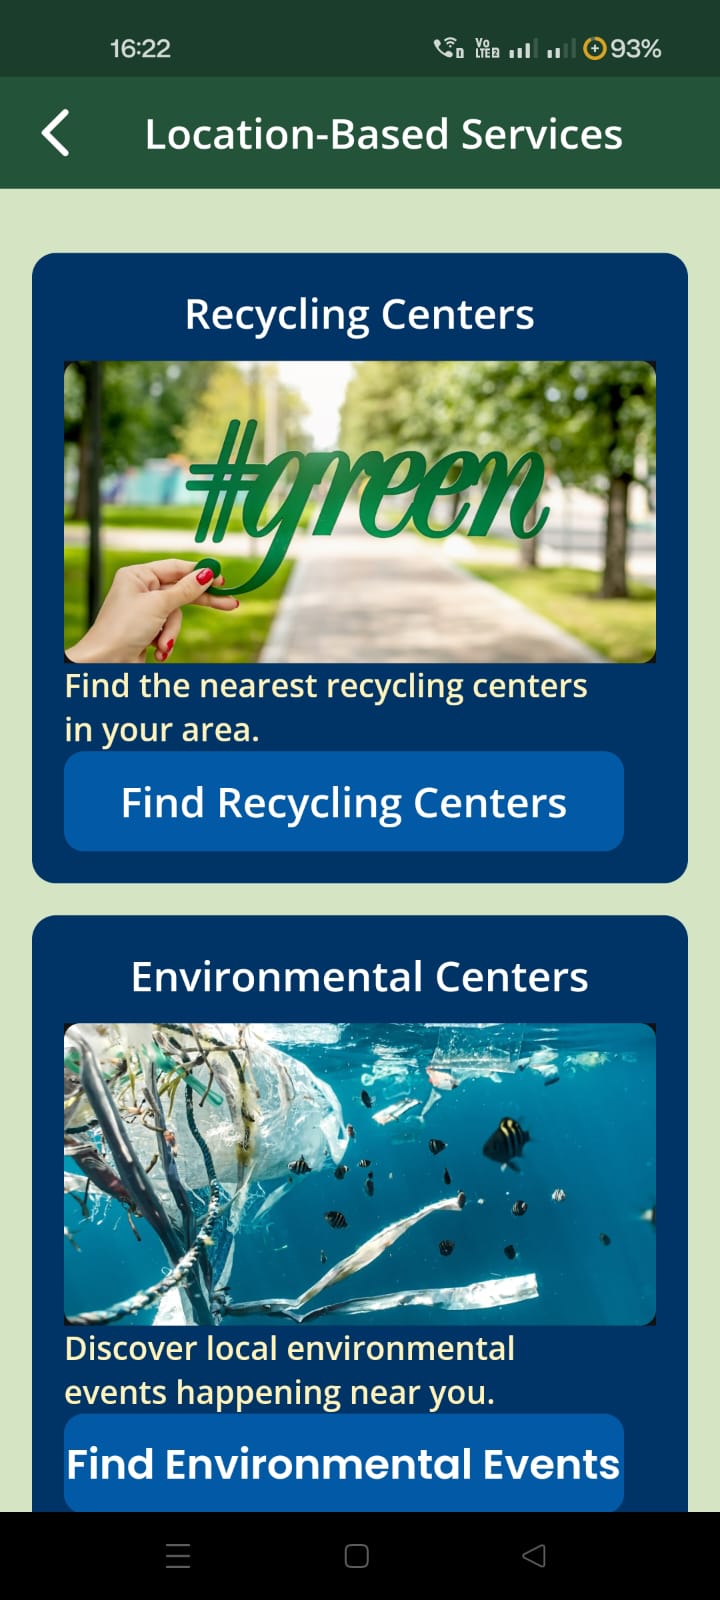 16:22 Vo LTE2 93%
Location-Based Services
Recycling Centers
#green
Find the nearest recycling centers
in your area.
Find Recycling Centers
Environmental Centers
Discover local environmental
events happening near you.
Find Environmental Events